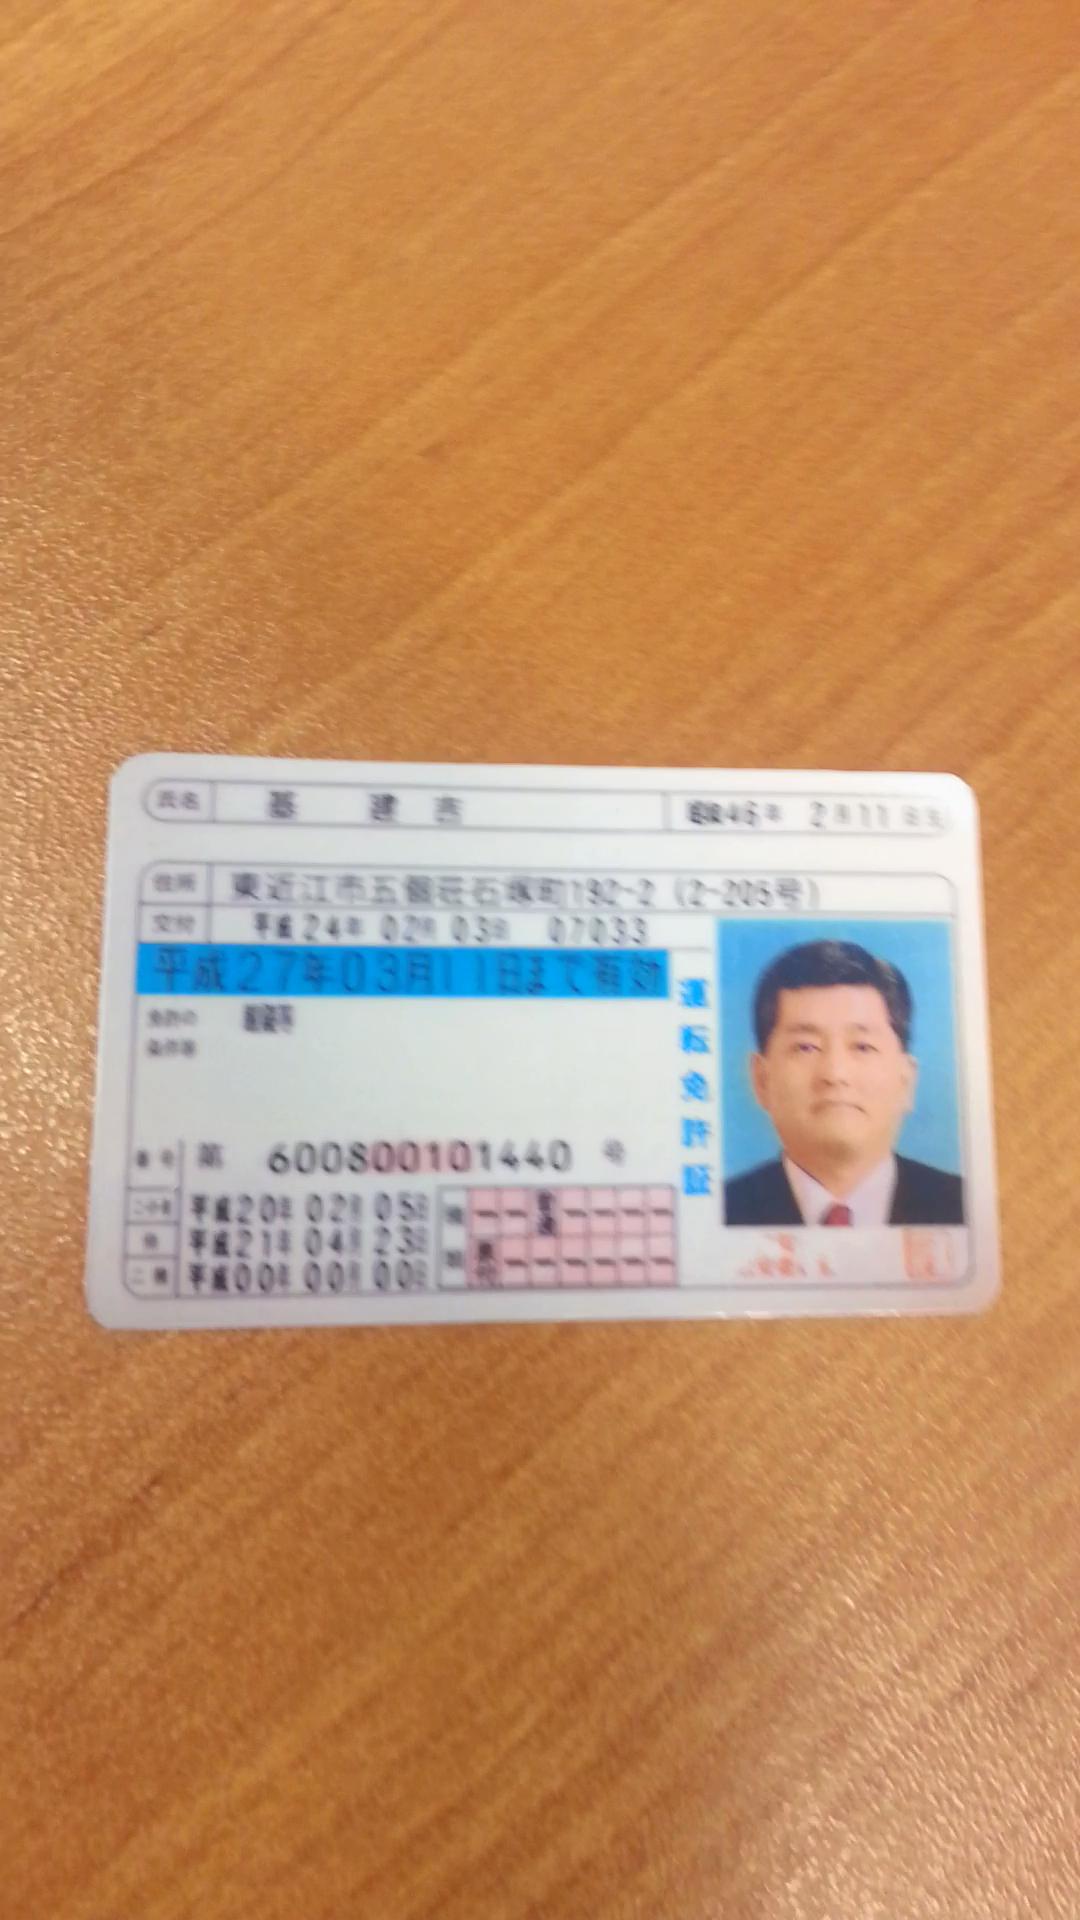 氏名 基 建吉 昭和46年 2月11日生
住所 東近江市五個荘石塚町192-2 (2-205号)
交付 平成24年 02月 03日 07033
平成27年03月11日まで有効
免許の 眼鏡等
条件等
運転免許証
番号 第 600800101440 号
二小原 平成20年 02月 05日
他 平成21年 04月 23日
二種 平成00年 00月 00日
種類 普通